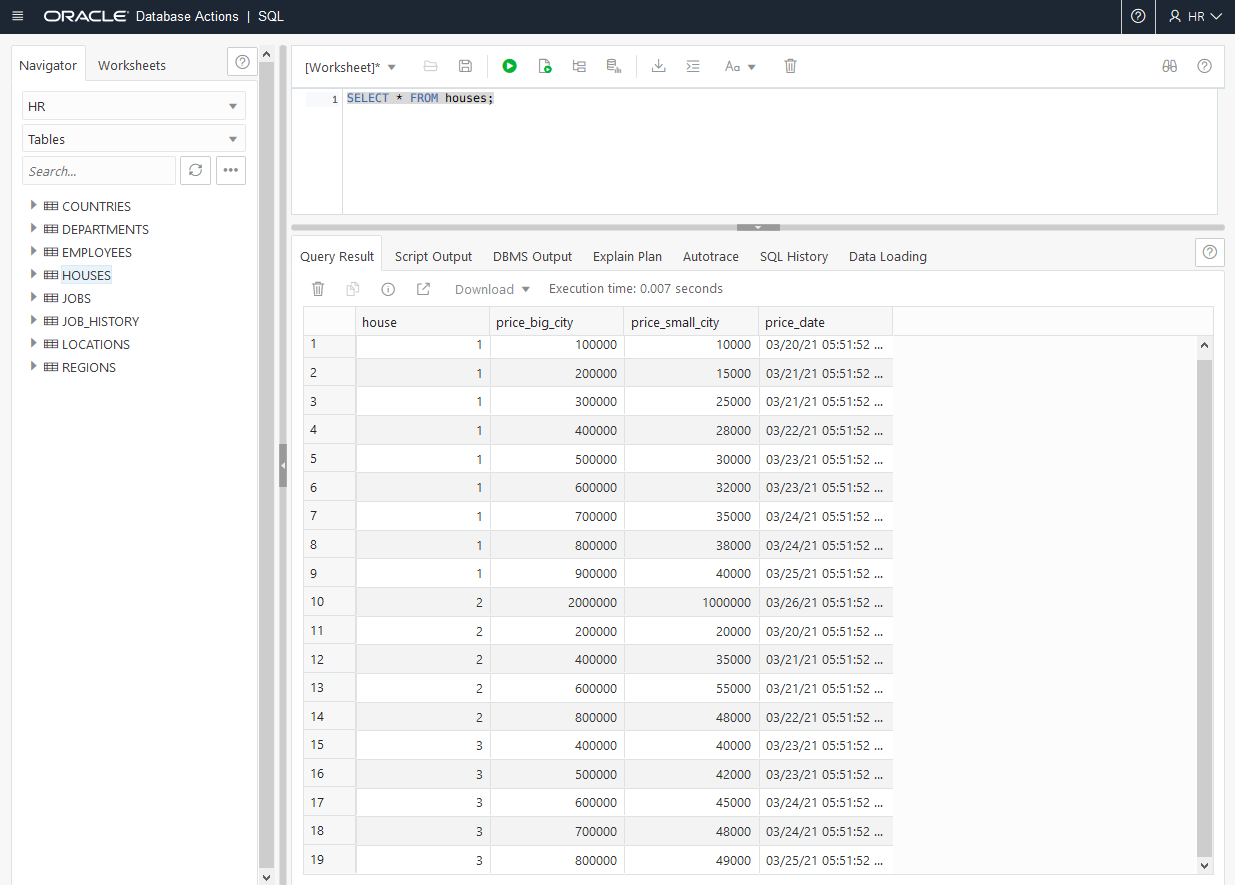 ORACLE Database Actions | SQL
HR
Navigator
Worksheets
HR
Tables
Search...
COUNTRIES
DEPARTMENTS
EMPLOYEES
HOUSES
JOBS
JOB_HISTORY
LOCATIONS
REGIONS
[Worksheet]*
Aa
1 SELECT * FROM houses;
Query Result Script Output DBMS Output Explain Plan Autotrace SQL History Data Loading
Download Execution time: 0.007 seconds
house price_big_city price_small_city price_date
1 1 100000 10000 03/20/21 05:51:52 ...
2 1 200000 15000 03/21/21 05:51:52 ...
3 1 300000 25000 03/21/21 05:51:52 ...
4 1 400000 28000 03/22/21 05:51:52 ...
5 1 500000 30000 03/23/21 05:51:52 ...
6 1 600000 32000 03/23/21 05:51:52 ...
7 1 700000 35000 03/24/21 05:51:52 ...
8 1 800000 38000 03/24/21 05:51:52 ...
9 1 900000 40000 03/25/21 05:51:52 ...
10 2 2000000 1000000 03/26/21 05:51:52 ...
11 2 200000 20000 03/20/21 05:51:52 ...
12 2 400000 35000 03/21/21 05:51:52 ...
13 2 600000 55000 03/21/21 05:51:52 ...
14 2 800000 48000 03/22/21 05:51:52 ...
15 3 400000 40000 03/23/21 05:51:52 ...
16 3 500000 42000 03/23/21 05:51:52 ...
17 3 600000 45000 03/24/21 05:51:52 ...
18 3 700000 48000 03/24/21 05:51:52 ...
19 3 800000 49000 03/25/21 05:51:52 ...